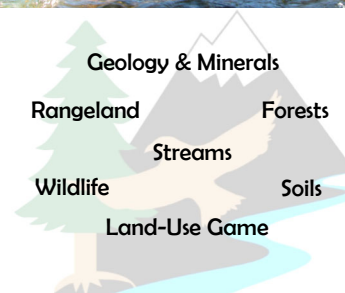 Geology & Minerals
Rangeland Forests
Streams
Wildlife Soils
Land-Use Game